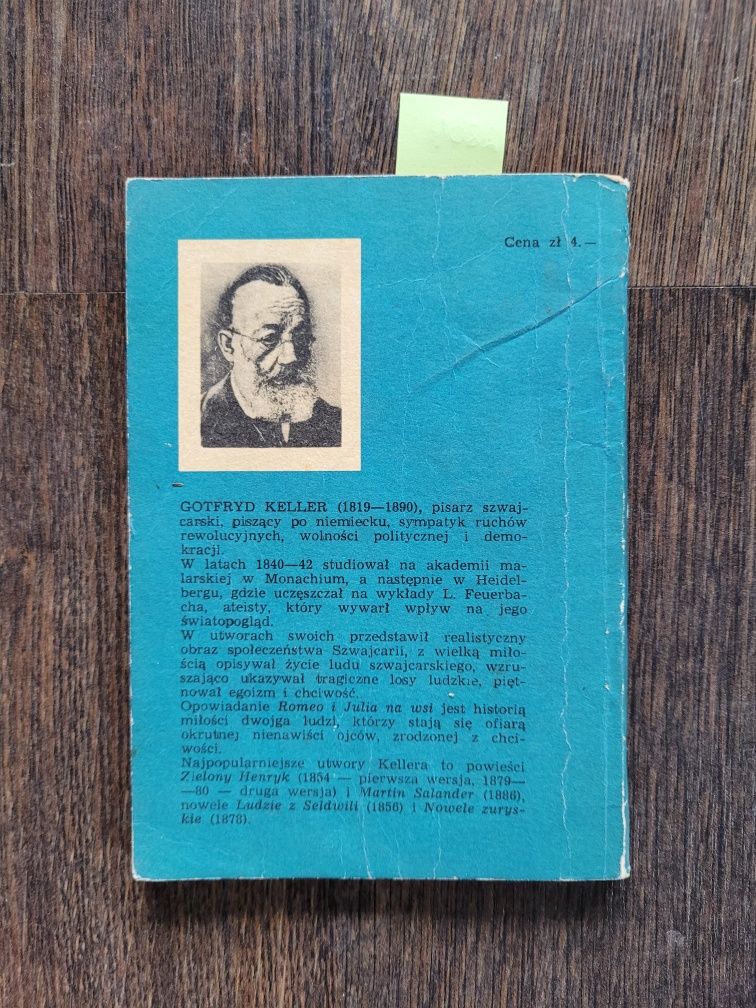 Cena zł 4.—
GOTFRYD KELLER (1819—1890), pisarz szwaj-
carski, piszący po niemiecku, sympatyk ruchów
rewolucyjnych, wolności politycznej i demo-
kracji.
W latach 1840—42 studiował na akademii ma-
larskiej w Monachium, a następnie w Heidel-
bergu, gdzie uczęszczał na wykłady L. Feuerba-
cha, ateisty, który wywarł wpływ na jego
światopogląd.
W utworach swoich przedstawił realistyczny
obraz społeczeństwa Szwajcarii, z wielką miło-
ścią opisywał życie ludu szwajcarskiego, wzru-
szająco ukazywał tragiczne losy ludzkie, pięt-
nował egoizm i chciwość.
Opowiadanie Romeo i Julia na wsi jest historią
miłości dwojga ludzi, którzy stają się ofiarą
okrutnej nienawiści ojców, zrodzonej z chci-
wości.
Najpopularniejsze utwory Kellera to powieści
Zielony Henryk (1854 — pierwsza wersja, 1879—
—80 — druga wersja) i Martin Salander (1886),
nowele Ludzie z Seldwili (1856) i Nowele zurys-
kie (1878).